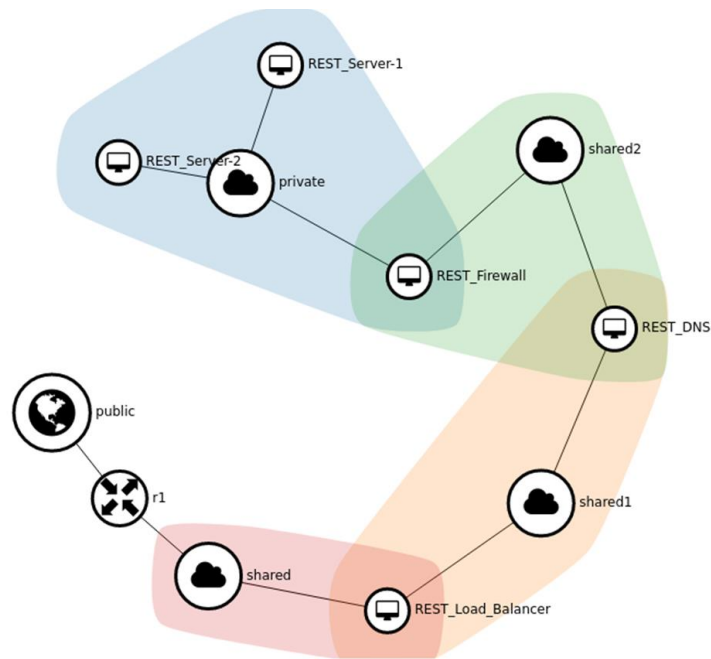 REST_Server-1
shared2
REST_Server-2
private
REST_Firewall
REST_DNS
public
r1
shared1
shared
REST_Load_Balancer